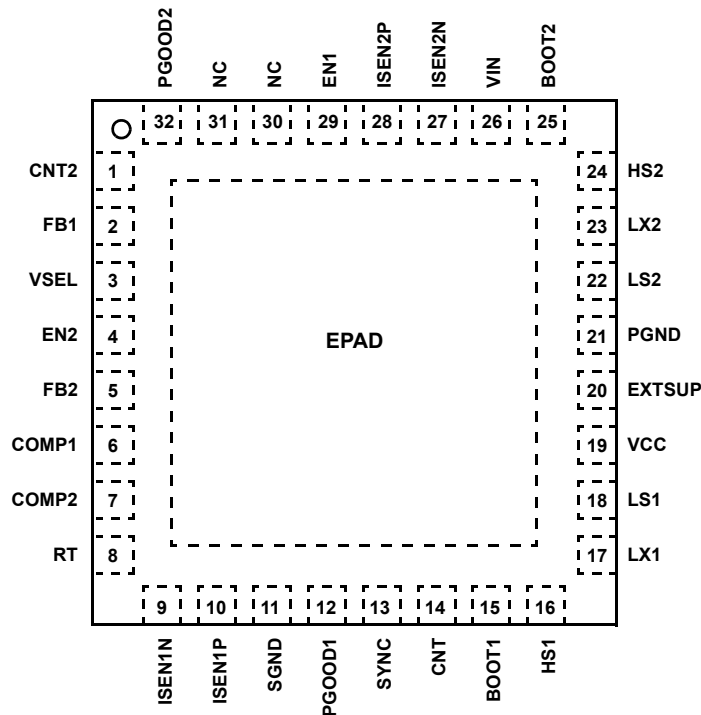 PGOOD2 NC NC EN1 ISEN2P ISEN2N VIN BOOT2
32 31 30 29 28 27 26 25
CNT2 1 24 HS2
FB1 2 23 LX2
VSEL 3 22 LS2
EN2 4 EPAD 21 PGND
FB2 5 20 EXTSUP
COMP1 6 19 VCC
COMP2 7 18 LS1
RT 8 17 LX1
9 10 11 12 13 14 15 16
ISEN1N ISEN1P SGND PGOOD1 SYNC CNT BOOT1 HS1